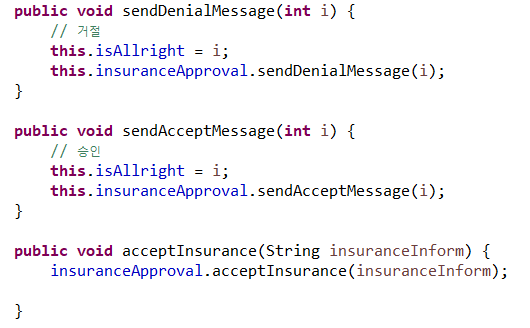 public void sendDenialMessage(int i) {
    // 거절
    this.isAllright = i;
    this.insuranceApproval.sendDenialMessage(i);
}

public void sendAcceptMessage(int i) {
    // 승인
    this.isAllright = i;
    this.insuranceApproval.sendAcceptMessage(i);
}

public void acceptInsurance(String insuranceInform) {
    insuranceApproval.acceptInsurance(insuranceInform);

}